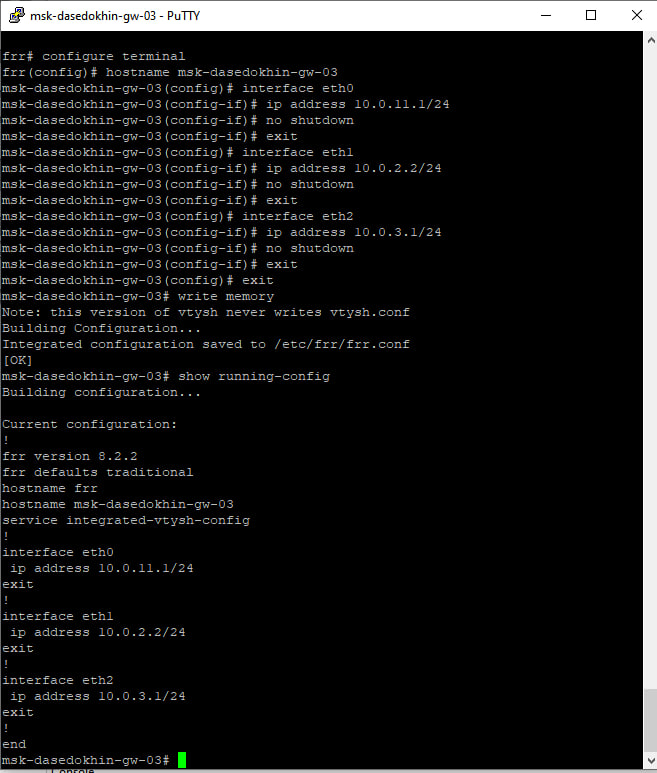 msk-dasedokhin-gw-03 - PuTTY
frr# configure terminal
frr(config)# hostname msk-dasedokhin-gw-03
msk-dasedokhin-gw-03(config)# interface eth0
msk-dasedokhin-gw-03(config-if)# ip address 10.0.11.1/24
msk-dasedokhin-gw-03(config-if)# no shutdown
msk-dasedokhin-gw-03(config-if)# exit
msk-dasedokhin-gw-03(config)# interface eth1
msk-dasedokhin-gw-03(config-if)# ip address 10.0.2.2/24
msk-dasedokhin-gw-03(config-if)# no shutdown
msk-dasedokhin-gw-03(config-if)# exit
msk-dasedokhin-gw-03(config)# interface eth2
msk-dasedokhin-gw-03(config-if)# ip address 10.0.3.1/24
msk-dasedokhin-gw-03(config-if)# no shutdown
msk-dasedokhin-gw-03(config-if)# exit
msk-dasedokhin-gw-03(config)# exit
msk-dasedokhin-gw-03# write memory
Note: this version of vtysh never writes vtysh.conf
Building Configuration...
Integrated configuration saved to /etc/frr/frr.conf
[OK]
msk-dasedokhin-gw-03# show running-config
Building configuration...
Current configuration:
!
frr version 8.2.2
frr defaults traditional
hostname frr
hostname msk-dasedokhin-gw-03
service integrated-vtysh-config
!
interface eth0
 ip address 10.0.11.1/24
exit
!
interface eth1
 ip address 10.0.2.2/24
exit
!
interface eth2
 ip address 10.0.3.1/24
exit
!
end
msk-dasedokhin-gw-03#
Console